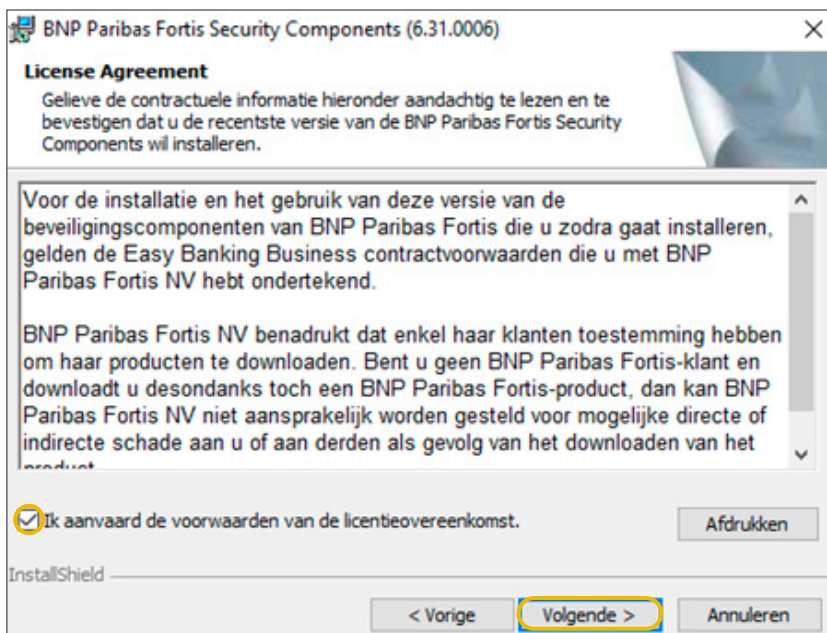 BNP Paribas Fortis Security Components (6.31.0006)
License Agreement
Gelieve de contractuele informatie hieronder aandachtig te lezen en te
bevestigen dat u de recentste versie van de BNP Paribas Fortis Security
Components wil installeren.
Voor de installatie en het gebruik van deze versie van de
beveiligingscomponenten van BNP Paribas Fortis die u zodra gaat installeren,
gelden de Easy Banking Business contractvoorwaarden die u met BNP
Paribas Fortis NV hebt ondertekend.
BNP Paribas Fortis NV benadrukt dat enkel haar klanten toestemming hebben
om haar producten te downloaden. Bent u geen BNP Paribas Fortis-klant en
downloadt u desondanks toch een BNP Paribas Fortis-product, dan kan BNP
Paribas Fortis NV niet aansprakelijk worden gesteld voor mogelijke directe of
indirecte schade aan u of aan derden als gevolg van het downloaden van het
product
Ik aanvaard de voorwaarden van de licentieovereenkomst.
Afdrukken
InstallShield
< Vorige
Volgende >
Annuleren